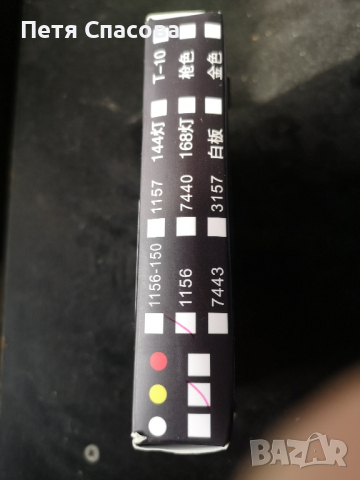 Петя Спасова
1156-150 1157 144灯 T-10
1156 7440 168灯 枪色
7443 3157 白板 金色
BAZAR